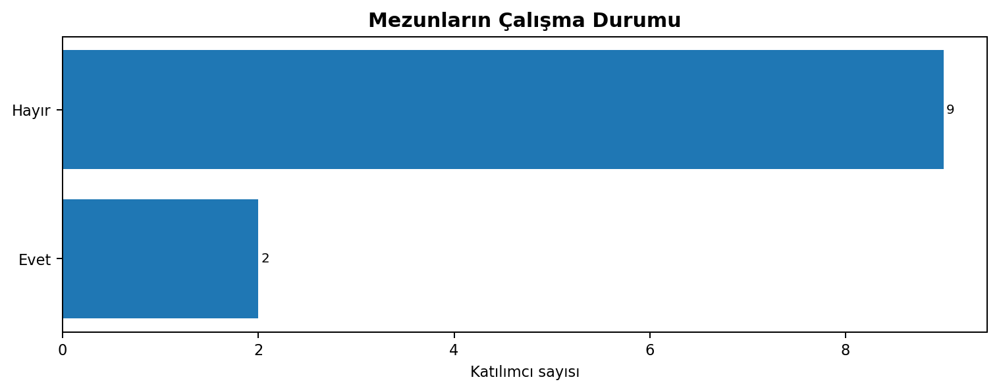 Mezunların Çalışma Durumu
Hayır
9
Evet
2
0 2 4 6 8
Katılımcı sayısı